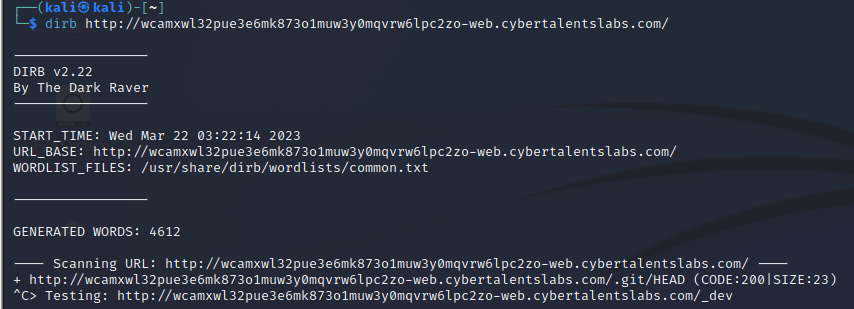 ┌──(kali㉿kali)-[~]
└─$ dirb http://wcamxwl32pue3e6mk873o1muw3y0mqvrw6lpc2zo-web.cybertalentslabs.com/
-----------------
DIRB v2.22
By The Dark Raver
-----------------
START_TIME: Wed Mar 22 03:22:14 2023
URL_BASE: http://wcamxwl32pue3e6mk873o1muw3y0mqvrw6lpc2zo-web.cybertalentslabs.com/
WORDLIST_FILES: /usr/share/dirb/wordlists/common.txt
-----------------
GENERATED WORDS: 4612
---- Scanning URL: http://wcamxwl32pue3e6mk873o1muw3y0mqvrw6lpc2zo-web.cybertalentslabs.com/ ----
+ http://wcamxwl32pue3e6mk873o1muw3y0mqvrw6lpc2zo-web.cybertalentslabs.com/.git/HEAD (CODE:200|SIZE:23)
^C> Testing: http://wcamxwl32pue3e6mk873o1muw3y0mqvrw6lpc2zo-web.cybertalentslabs.com/_dev